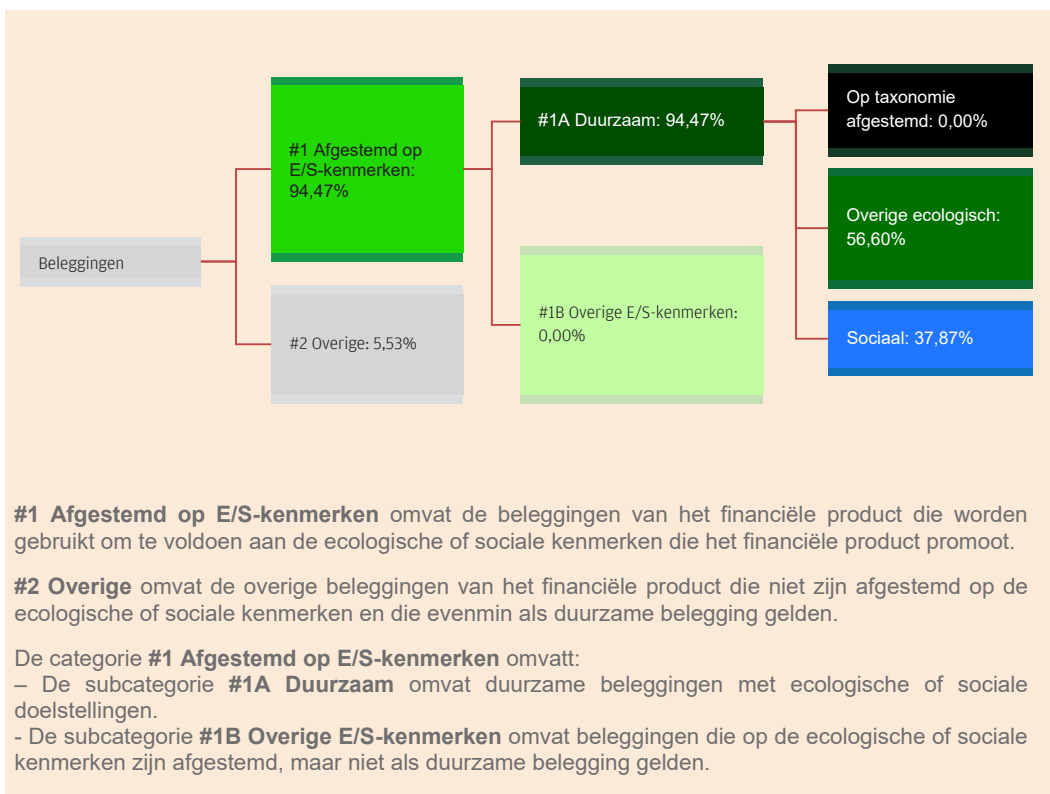 Beleggingen
#1 Afgestemd op
E/S-kenmerken:
94,47%
#2 Overige: 5,53%
#1A Duurzaam: 94,47%
#1B Overige E/S-kenmerken:
0,00%
Op taxonomie
afgestemd: 0,00%
Overige ecologisch:
56,60%
Sociaal: 37,87%
#1 Afgestemd op E/S-kenmerken omvat de beleggingen van het financiële product die worden
gebruikt om te voldoen aan de ecologische of sociale kenmerken die het financiële product promoot.
#2 Overige omvat de overige beleggingen van het financiële product die niet zijn afgestemd op de
ecologische of sociale kenmerken en die evenmin als duurzame belegging gelden.
De categorie #1 Afgestemd op E/S-kenmerken omvatt:
– De subcategorie #1A Duurzaam omvat duurzame beleggingen met ecologische of sociale
doelstellingen.
- De subcategorie #1B Overige E/S-kenmerken omvat beleggingen die op de ecologische of sociale
kenmerken zijn afgestemd, maar niet als duurzame belegging gelden.